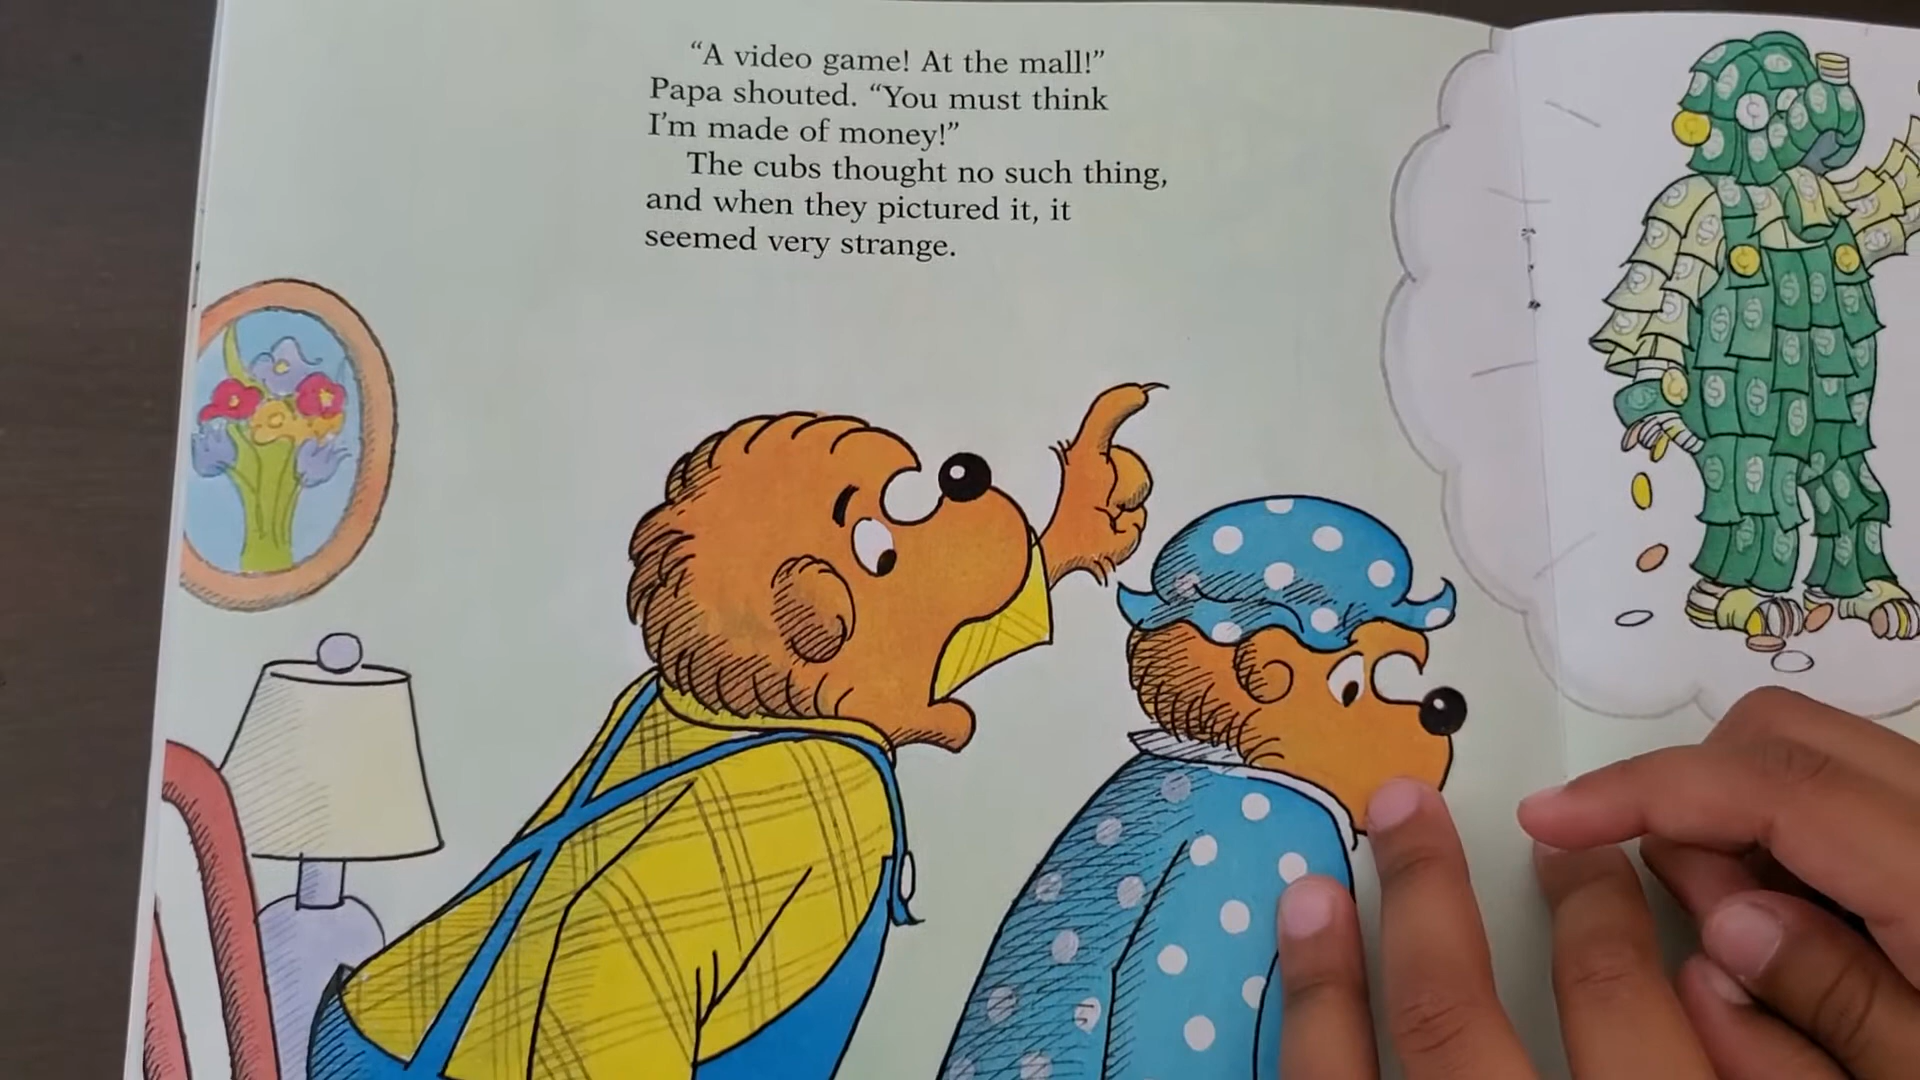 “A video game! At the mall!”
Papa shouted. “You must think
I’m made of money!”
The cubs thought no such thing,
and when they pictured it, it
seemed very strange.